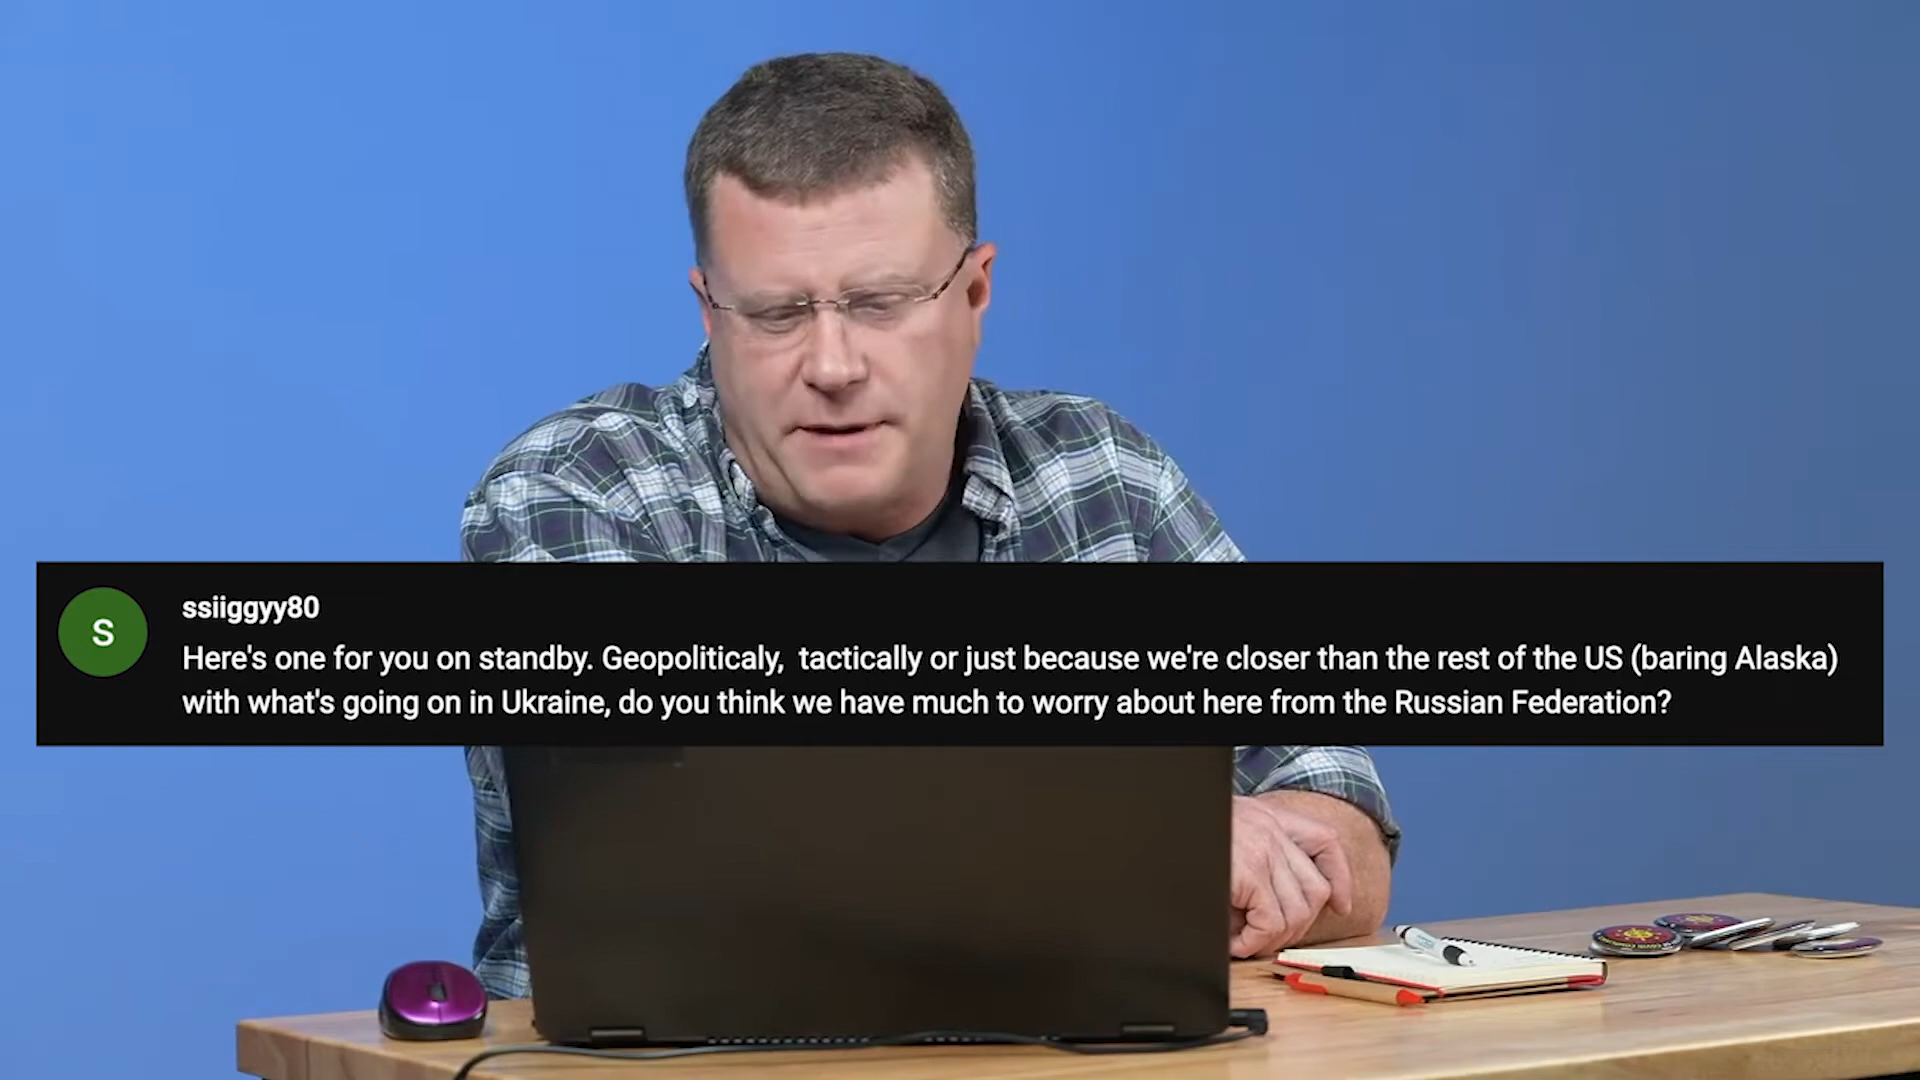 S
ssiiggyy80
Here's one for you on standby. Geopoliticaly,  tactically or just because we're closer than the rest of the US (baring Alaska)
with what's going on in Ukraine, do you think we have much to worry about here from the Russian Federation?